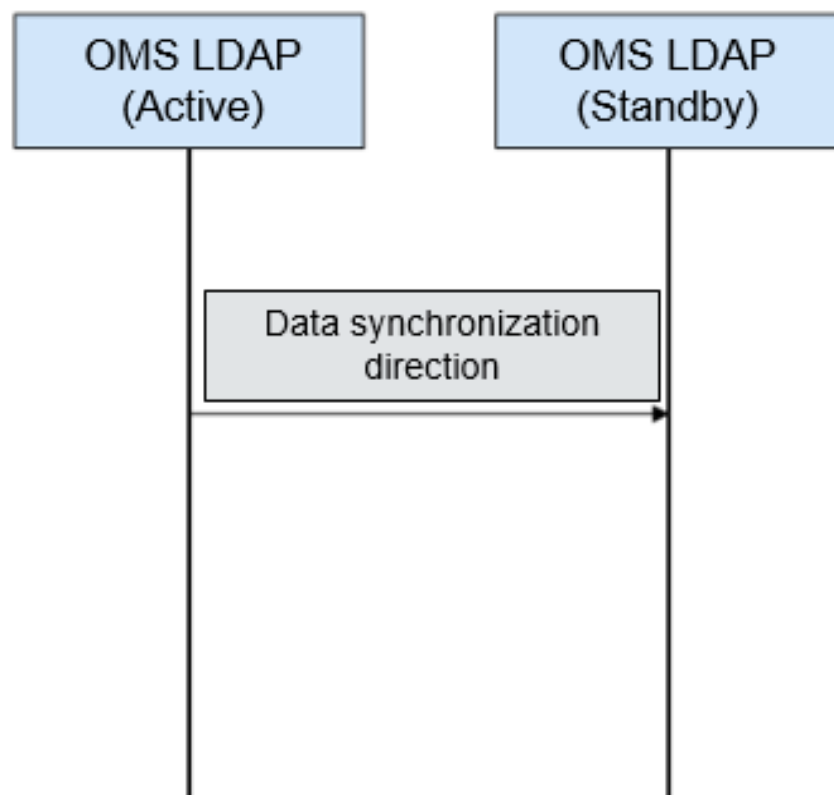 OMS LDAP
(Active)
OMS LDAP
(Standby)
Data synchronization
direction